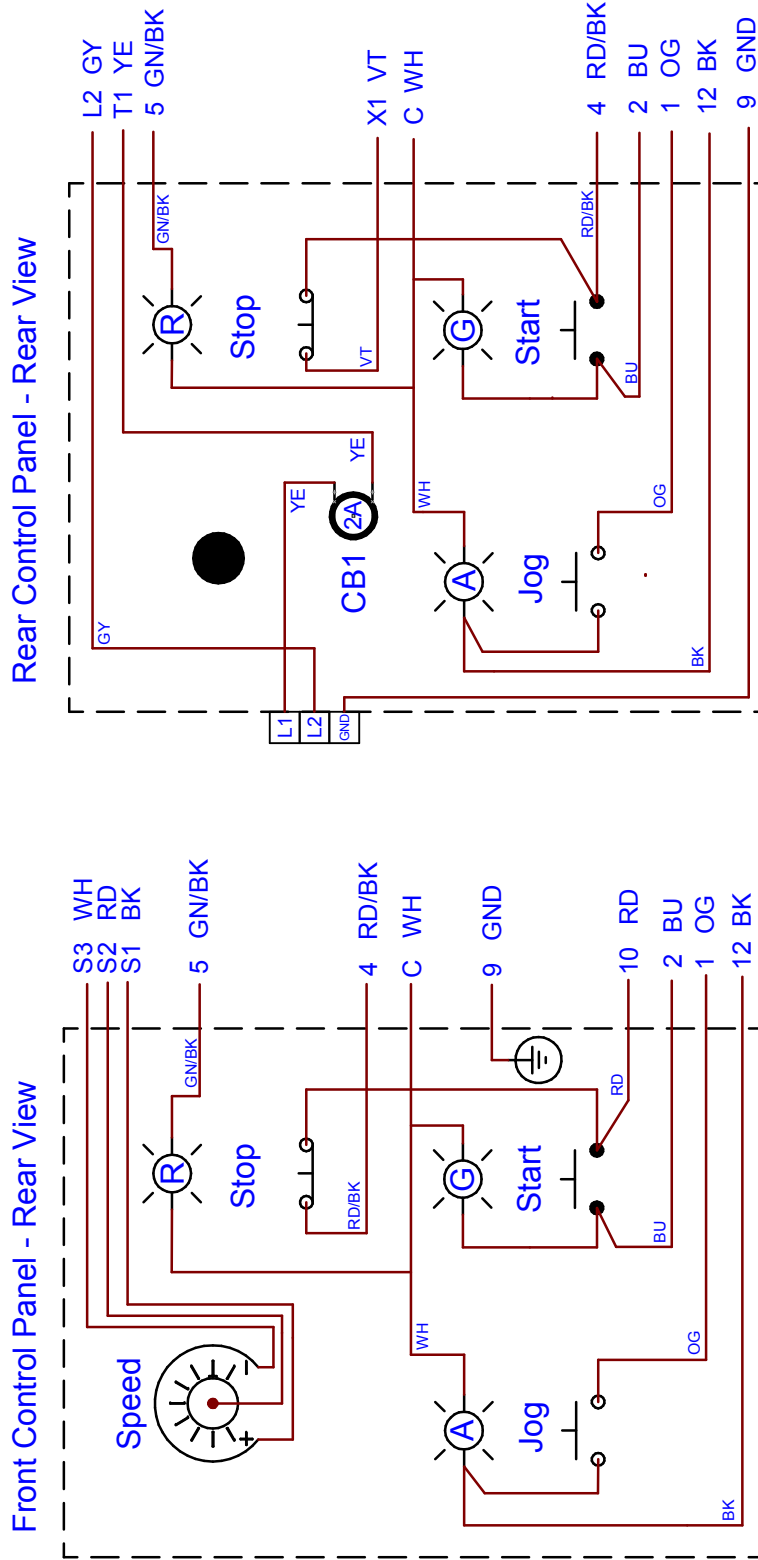 Front Control Panel - Rear View
S3 WH
S2 RD
S1 BK
Speed
+
–
R
GN/BK
5 GN/BK
Stop
RD/BK
4 RD/BK
C WH
WH
9 GND
A
G
Jog
Start
RD
10 RD
BU
2 BU
OG
1 OG
BK
12 BK
Rear Control Panel - Rear View
L2 GY
T1 YE
5 GN/BK
GY
GN/BK
R
Stop
L1
L2
GND
YE
YE
2A
CB1
VT
X1 VT
C WH
WH
A
G
Jog
Start
RD/BK
4 RD/BK
BU
2 BU
OG
1 OG
BK
12 BK
9 GND